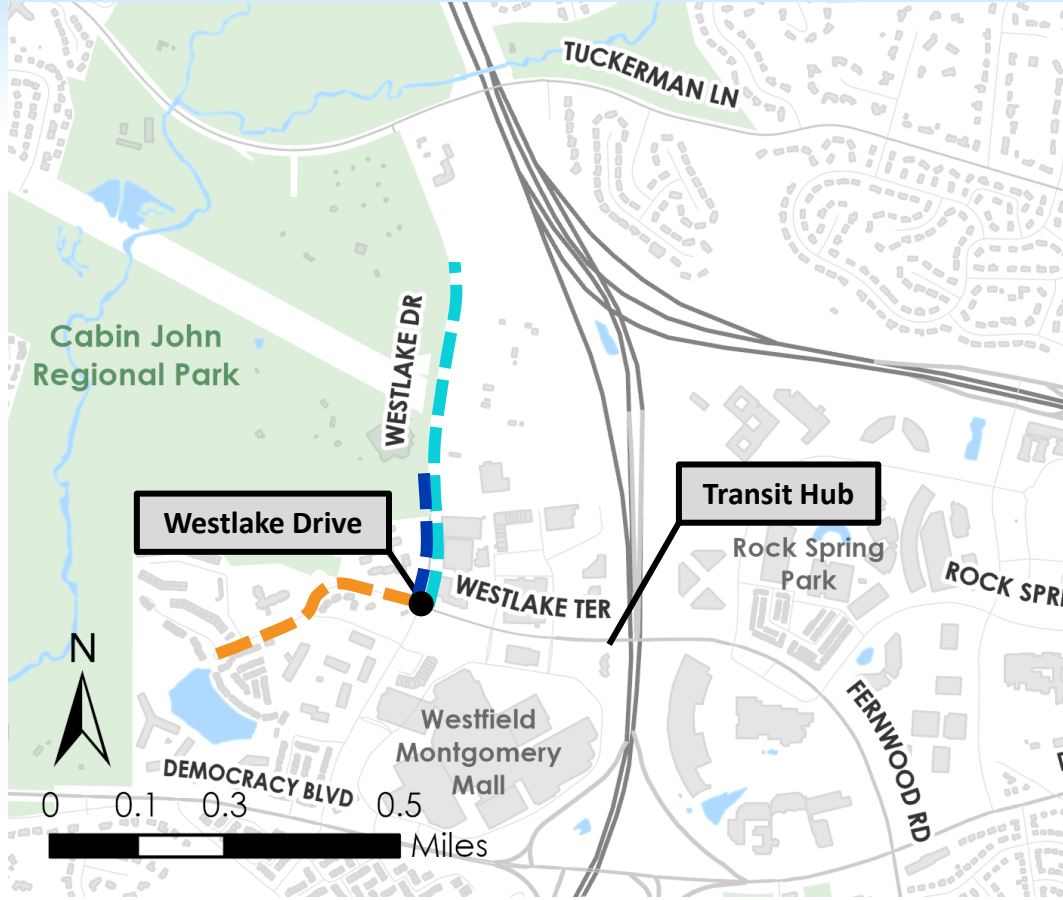 TUCKERMAN LN
Cabin John
Regional Park
WESTLAKE DR
Westlake Drive
Transit Hub
Rock Spring
Park
ROCK SPRI
WESTLAKE TER
N
FERNWOOD RD
Westfield
Montgomery
Mall
DEMOCRACY BLVD
0 0.1 0.3 0.5
Miles